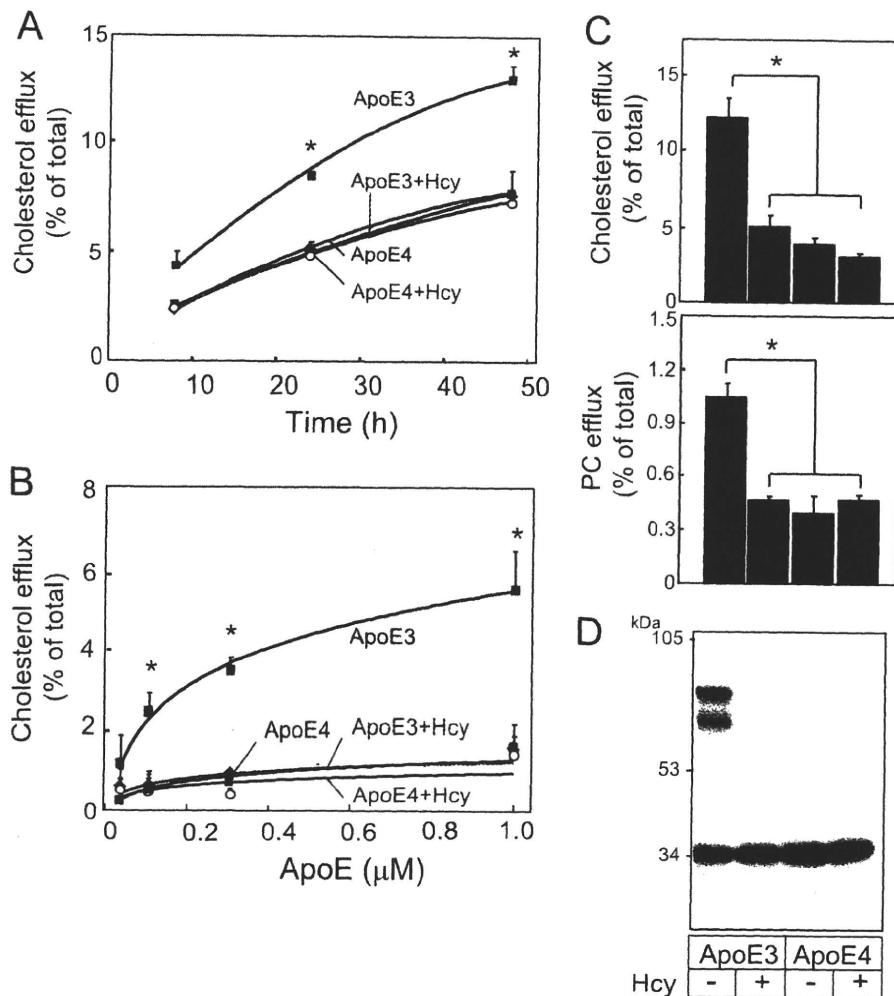 A
Cholesterol efflux
(% of total)
15
10
5
0
*
*
ApoE3
ApoE3+Hcy
ApoE4
ApoE4+Hcy
0 10 20 30 40 50
Time (h)
B
Cholesterol efflux
(% of total)
8
6
4
2
0
*
*
*
ApoE3
ApoE4
ApoE3+Hcy
ApoE4+Hcy
0 0.2 0.4 0.6 0.8 1.0
ApoE (μM)
C
Cholesterol efflux
(% of total)
15
10
5
0
*
PC efflux
(% of total)
1.5
1.2
0.9
0.6
0.3
0
*
D
kDa
105
53
34
ApoE3 ApoE4
Hcy - + - +